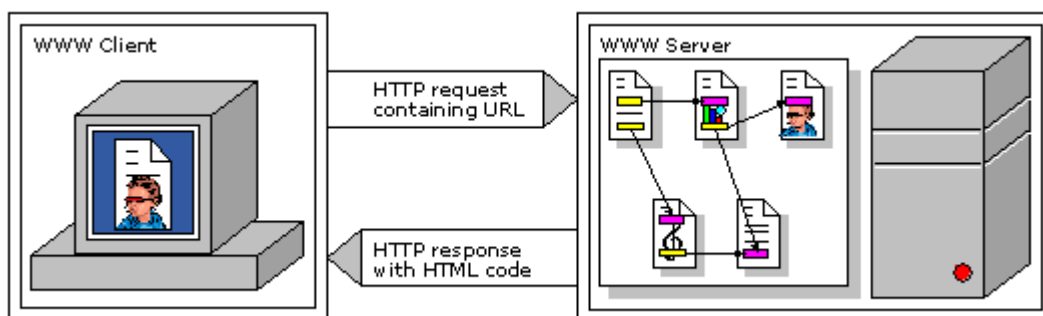 WWW Client
HTTP request
containing URL
WWW Server
HTTP response
with HTML code